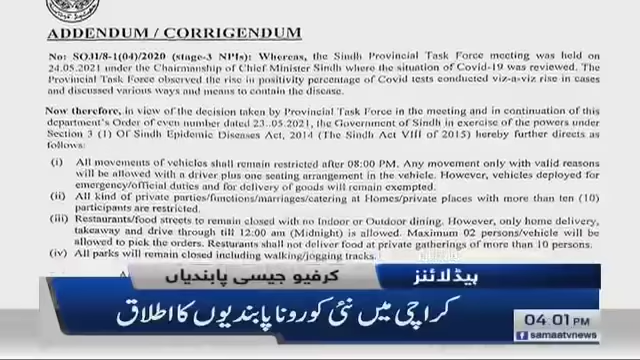 ADDENDUM / CORRIGENDUM
No: SOJI/8-1(04)/2020 (stage-3 NPIs): Whereas, the Sindh Provincial Task Force meeting was held on
24.05.2021 under the Chairmanship of Chief Minister Sindh where the situation of Covid-19 was reviewed. The
Provincial Task Force observed the rise in positivity percentage of Covid tests conducted viz-a-viz rise in cases
and discussed various ways and means to contain the disease.
Now therefore, in view of the decision taken by Provincial Task Force in the meeting and in continuation of this
department's Order of even number dated 23..05.2021, the Government of Sindh in exercise of the powers under
Section 3 (1) Of Sindh Epidemic Diseases Act, 2014 (The Sindh Act VIII of 2015) hereby further directs as
follows:
(i) All movements of vehicles shall remain restricted after 08:00 PM. Any movement only with valid reasons
will be allowed with a driver plus one seating arrangement in the vehicle. However, vehicles deployed for
emergency/official duties and for delivery of goods will remain exempted.
(ii) All kind of private parties/functions/marriages/catering at Homes/private places with more than ten (10)
participants are restricted.
(iii) Restaurants/food streets to remain closed with no Indoor or Outdoor dining. However, only home delivery,
takeaway and drive through till 12:00 am (Midnight) is allowed. Maximum 02 persons/vehicle will be
allowed to pick the orders. Resturants shall not deliver food at private gatherings of more than 10 persons.
(iv) All parks will remain closed including walking/jogging tracks.
ہیڈلائنز
کرفیو جیسی پابندیاں
کراچی میں نئی کورونا پابندیوں کا اطلاق
04:01 PM
samaatvnews